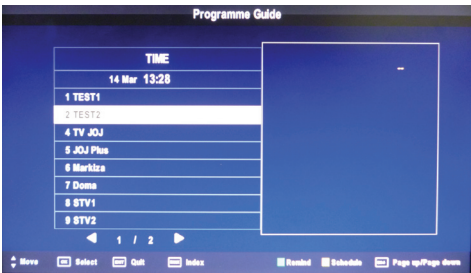 Programme Guide
TIME
14 Mar 13:28
--
1 TEST1
2 TEST2
4 TV JOJ
5 JOJ Plus
6 Markiza
7 Doma
8 STV1
9 STV2
1 / 2
Move Select Quit Index Remind Schedule Page up/Page down